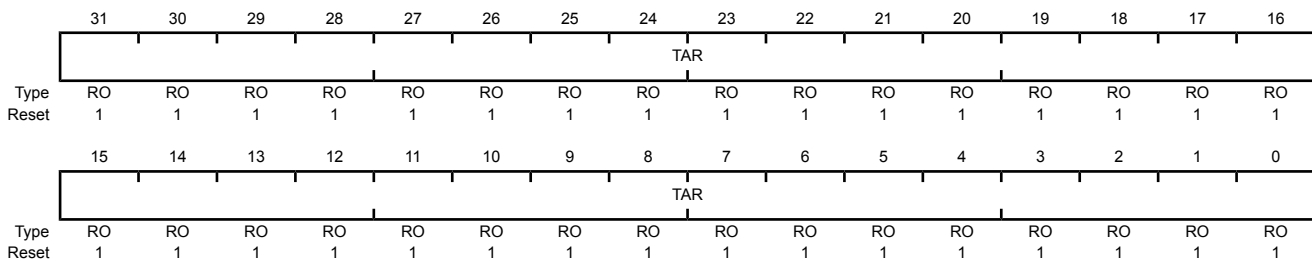 31 30 29 28 27 26 25 24 23 22 21 20 19 18 17 16
TAR
Type RO RO RO RO RO RO RO RO RO RO RO RO RO RO RO RO
Reset 1 1 1 1 1 1 1 1 1 1 1 1 1 1 1 1
15 14 13 12 11 10 9 8 7 6 5 4 3 2 1 0
TAR
Type RO RO RO RO RO RO RO RO RO RO RO RO RO RO RO RO
Reset 1 1 1 1 1 1 1 1 1 1 1 1 1 1 1 1